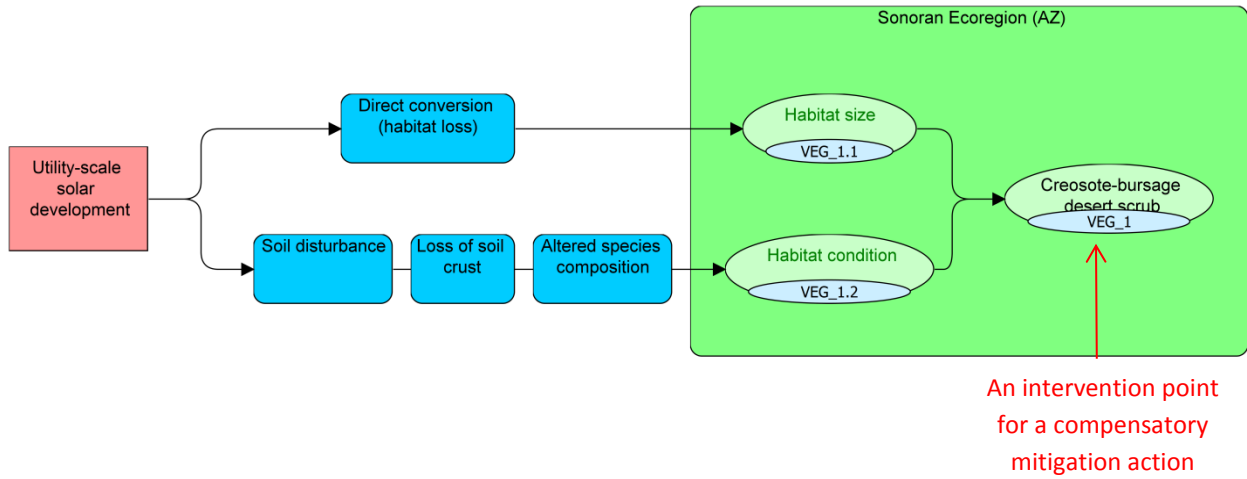 Sonoran Ecoregion (AZ)
Direct conversion
(habitat loss)
Habitat size
VEG_1.1
Utility-scale
solar
development
Creosote-bursage
desert scrub
VEG_1
Soil disturbance
Loss of soil
crust
Altered species
composition
Habitat condition
VEG_1.2
An intervention point
for a compensatory
mitigation action